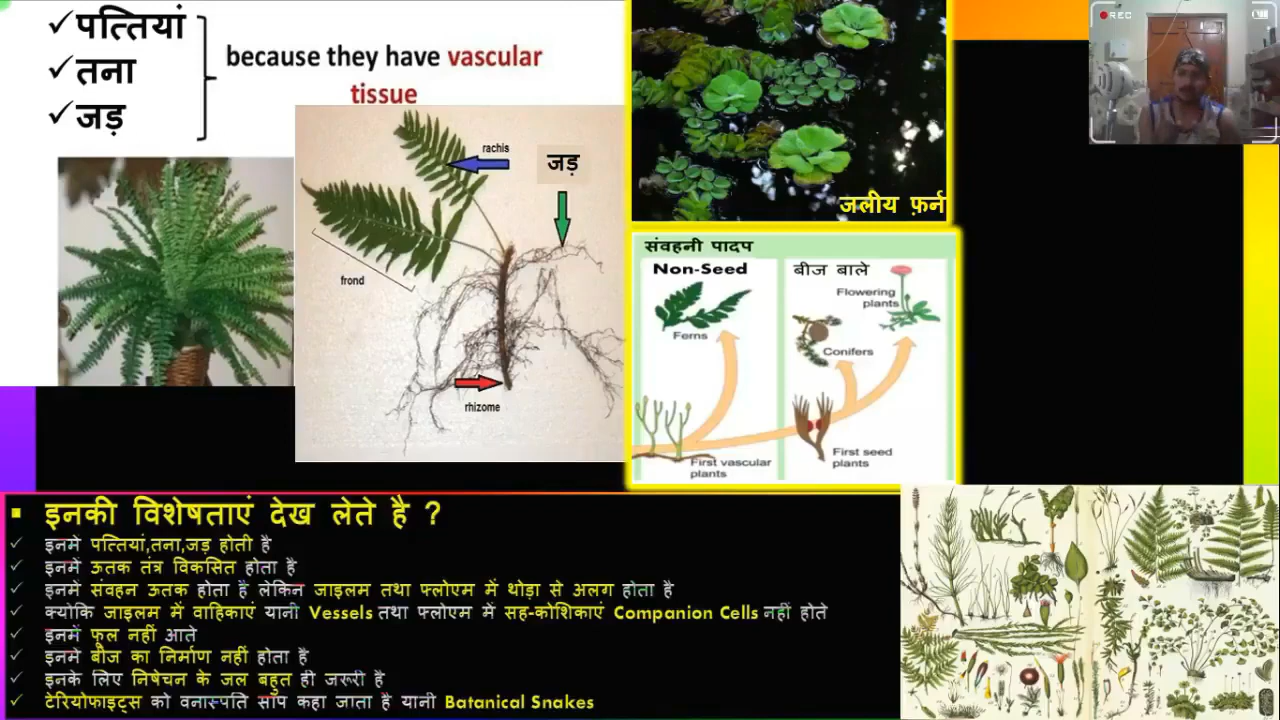 ✓पत्तियां
✓तना
✓जड़
because they have vascular
tissue
rachis
जड़
frond
rhizome
जलीय फ़र्न
संवहनी पादप
Non-Seed
बीज बाले
Flowering
plants
Ferns
Conifers
First vascular
plants
First seed
plants
REC
▪ इनकी विशेषताएं देख लेते है ?
✓ इनमे पत्तियां,तना,जड़ होती है
✓ इनमें ऊतक तंत्र विकसित होता है
✓ इनमें संवहन ऊतक होता है लेकिन जाइलम तथा फ्लोएम में थोड़ा से अलग होता है
✓ क्योकि जाइलम में वाहिकाएं यानी Vessels तथा फ्लोएम में सह-कोशिकाएं Companion Cells नहीं होते
✓ इनमें फूल नहीं आते
✓ इनमे बीज का निर्माण नहीं होता है
✓ इनके लिए निषेचन के जल बहुत ही जरूरी है
✓ टेरियोफाइट्स को वनास्पति सांप कहा जाता है यानी Batanical Snakes